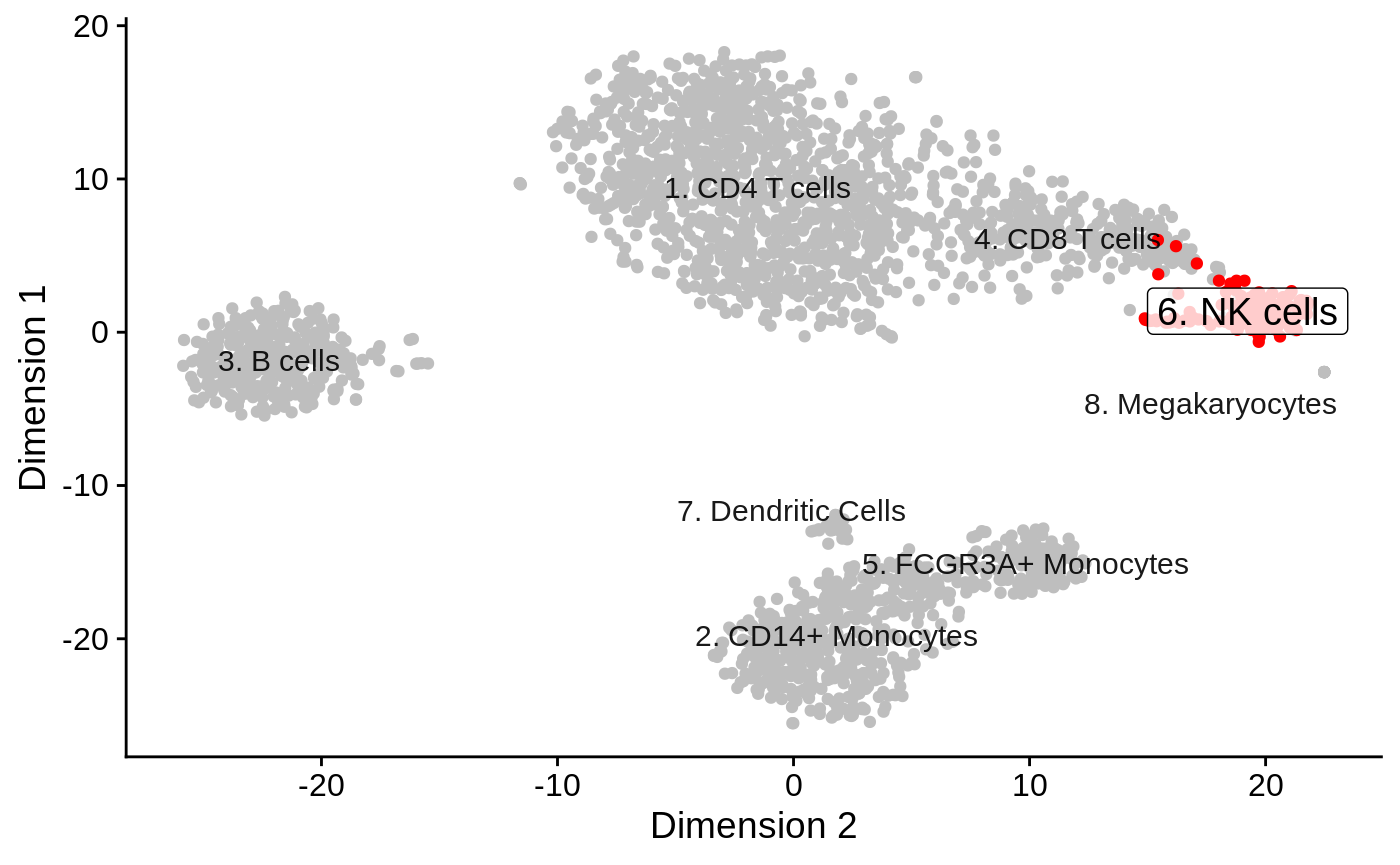 20
10
0
-10
-20
Dimension 1
1. CD4 T cells
4. CD8 T cells
6. NK cells
3. B cells
8. Megakaryocytes
7. Dendritic Cells
5. FCGR3A+ Monocytes
2. CD14+ Monocytes
-20
-10
0
10
20
Dimension 2